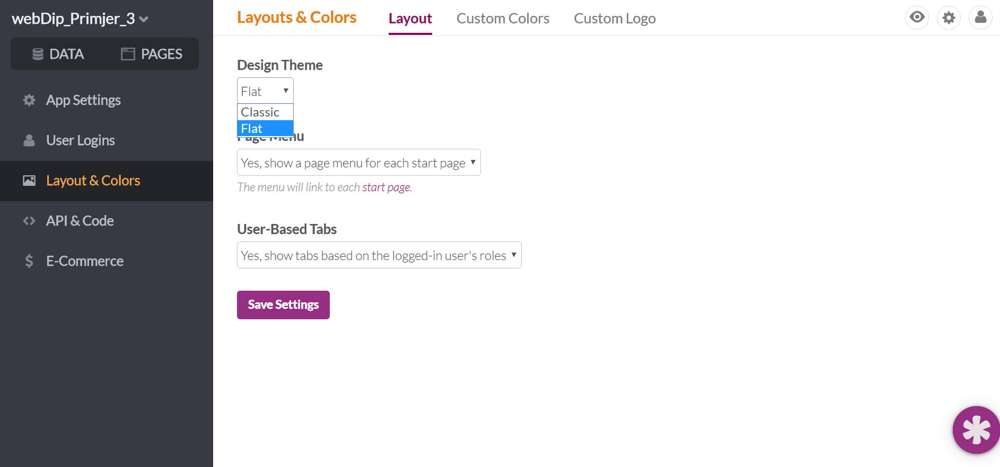 webDip_Primjer_3
DATA
PAGES
App Settings
User Logins
Layout & Colors
API & Code
E-Commerce
Layouts & Colors
Layout
Custom Colors
Custom Logo
Design Theme
Flat
Classic
Flat
Page Menu
Yes, show a page menu for each start page
The menu will link to each start page.
User-Based Tabs
Yes, show tabs based on the logged-in user's roles
Save Settings